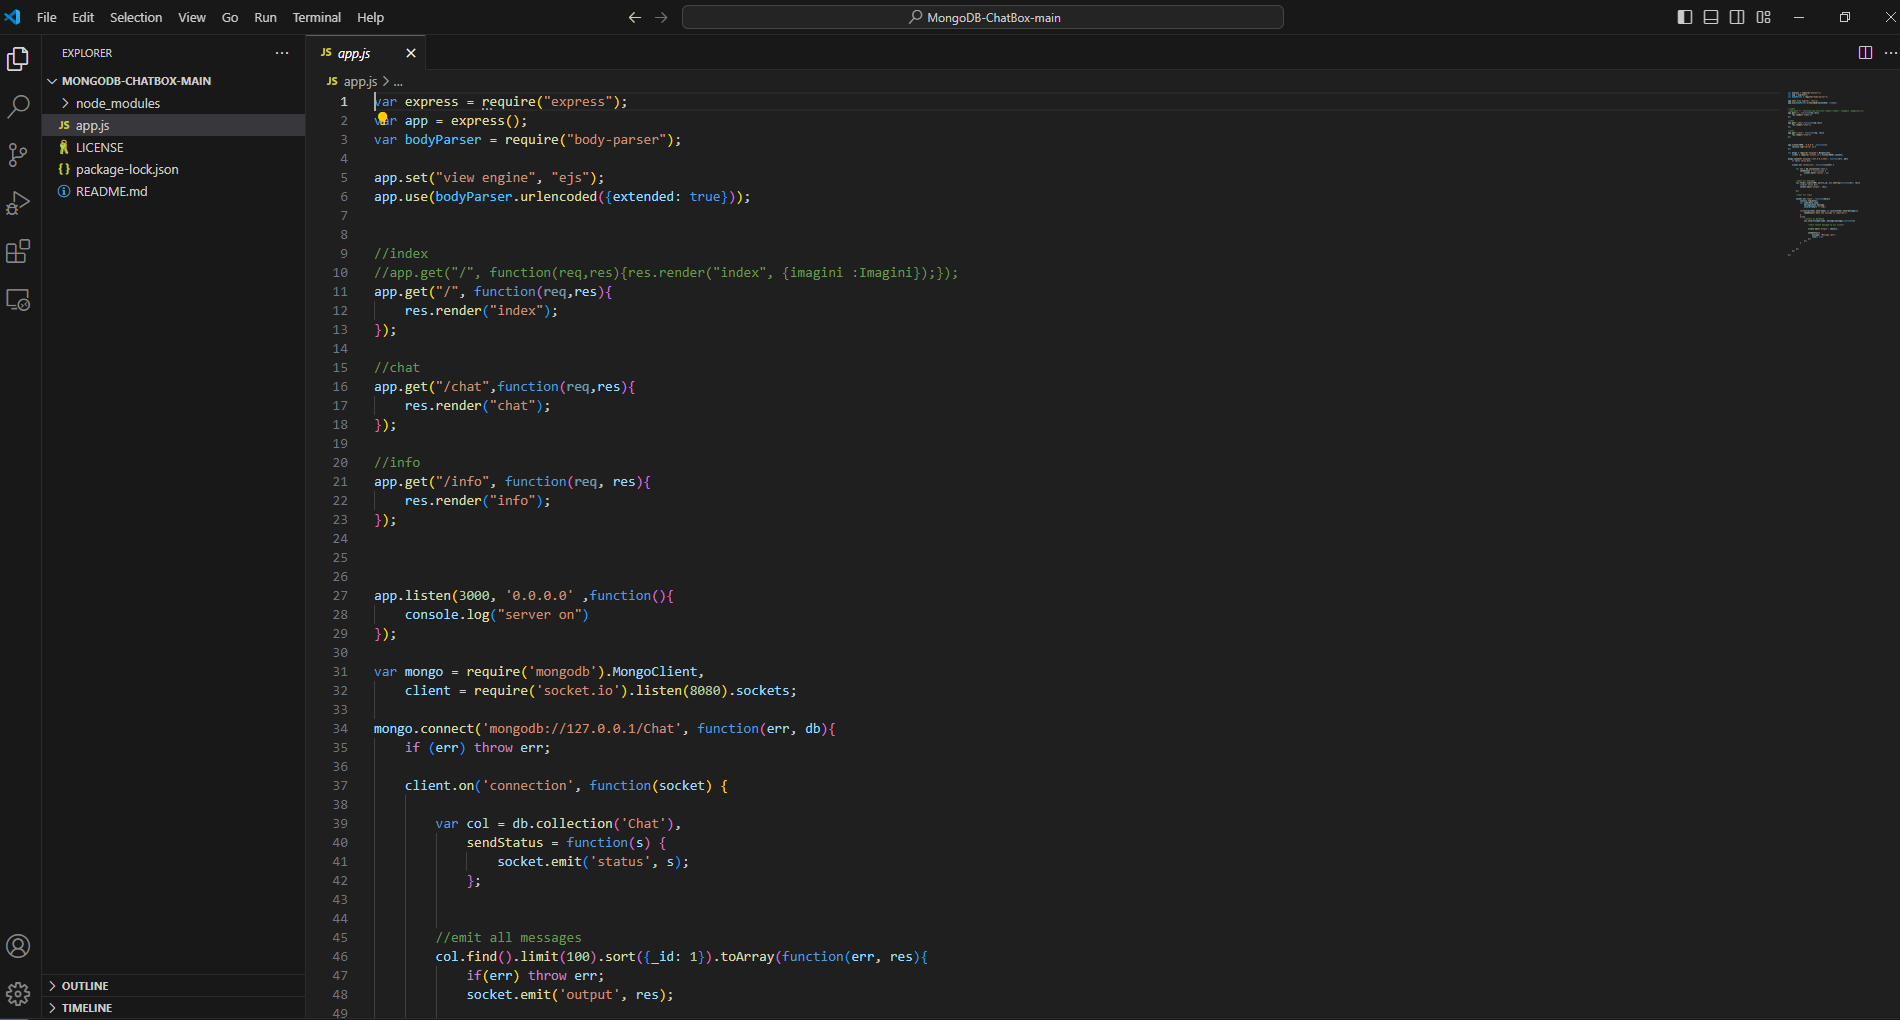 File Edit Selection View Go Run Terminal Help
MongoDB-ChatBox-main
EXPLORER
MONGODB-CHATBOX-MAIN
node_modules
JS app.js
LICENSE
{} package-lock.json
README.md
OUTLINE
TIMELINE
JS app.js
JS app.js > ...
1 var express = require("express");
2 var app = express();
3 var bodyParser = require("body-parser");
4
5 app.set("view engine", "ejs");
6 app.use(bodyParser.urlencoded({extended: true}));
7
8
9 //index
10 //app.get("/", function(req,res){res.render("index", {imagini :Imagini});});
11 app.get("/", function(req,res){
12 res.render("index");
13 });
14
15 //chat
16 app.get("/chat",function(req,res){
17 res.render("chat");
18 });
19
20 //info
21 app.get("/info", function(req, res){
22 res.render("info");
23 });
24
25
26
27 app.listen(3000, '0.0.0.0' ,function(){
28 console.log("server on")
29 });
30
31 var mongo = require('mongodb').MongoClient,
32 client = require('socket.io').listen(8080).sockets;
33
34 mongo.connect('mongodb://127.0.0.1/Chat', function(err, db){
35 if (err) throw err;
36
37 client.on('connection', function(socket) {
38
39 var col = db.collection('Chat'),
40 sendStatus = function(s) {
41 socket.emit('status', s);
42 };
43
44
45 //emit all messages
46 col.find().limit(100).sort({_id: 1}).toArray(function(err, res){
47 if(err) throw err;
48 socket.emit('output', res);
49